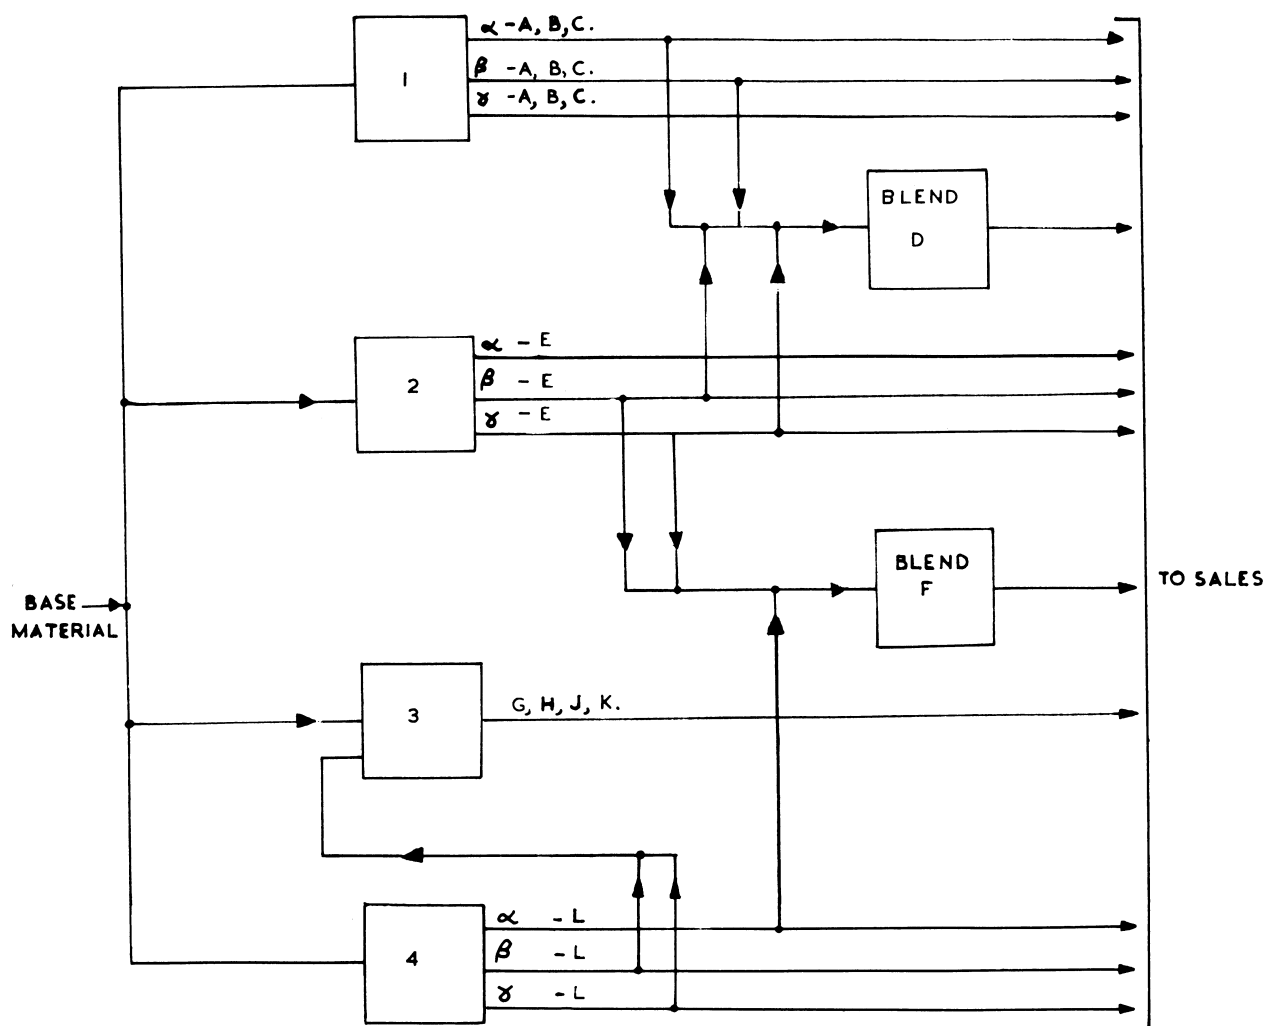 α -A, B, C.
1
β -A, B, C.
γ -A, B, C.
BLEND
D
α - E
2
β - E
γ - E
BLEND
F
TO SALES
BASE
MATERIAL
3
G, H, J, K.
α - L
4
β - L
γ - L